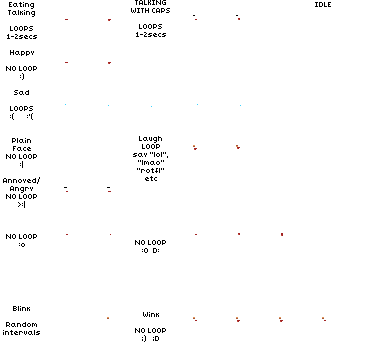 Eating
Talking
LOOPS
1-2secs
TALKING
WITH CAPS
LOOPS
1-2secs
IDLE
Happy
NO LOOP
:)
Sad
LOOPS
:( :'(
Plain
Face
NO LOOP
:|
Laugh
LOOP
say "lol",
"lmao"
"rotfl"
etc
Annoyed/
Angry
NO LOOP
>:|
NO LOOP
:o
NO LOOP
:O D:
Blink
Random
intervals
Wink
NO LOOP
;) ;D